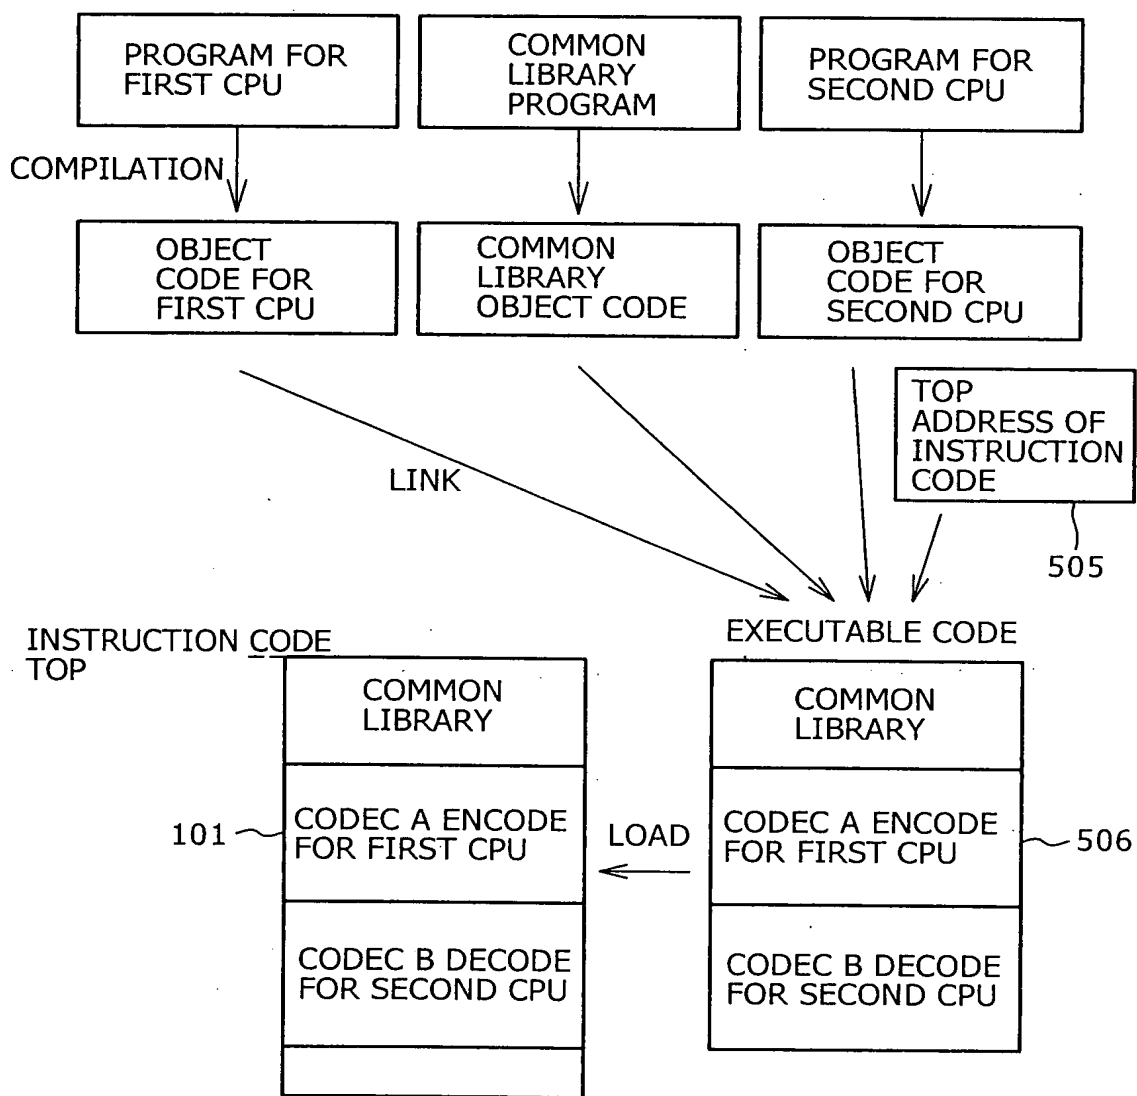 PROGRAM FOR
FIRST CPU
COMMON
LIBRARY
PROGRAM
PROGRAM FOR
SECOND CPU
COMPILATION
OBJECT
CODE FOR
FIRST CPU
COMMON
LIBRARY
OBJECT CODE
OBJECT
CODE FOR
SECOND CPU
TOP
ADDRESS OF
INSTRUCTION
CODE
LINK
505
INSTRUCTION CODE
TOP
EXECUTABLE CODE
COMMON
LIBRARY
COMMON
LIBRARY
101
CODEC A ENCODE
FOR FIRST CPU
LOAD
CODEC A ENCODE
FOR FIRST CPU
506
CODEC B DECODE
FOR SECOND CPU
CODEC B DECODE
FOR SECOND CPU